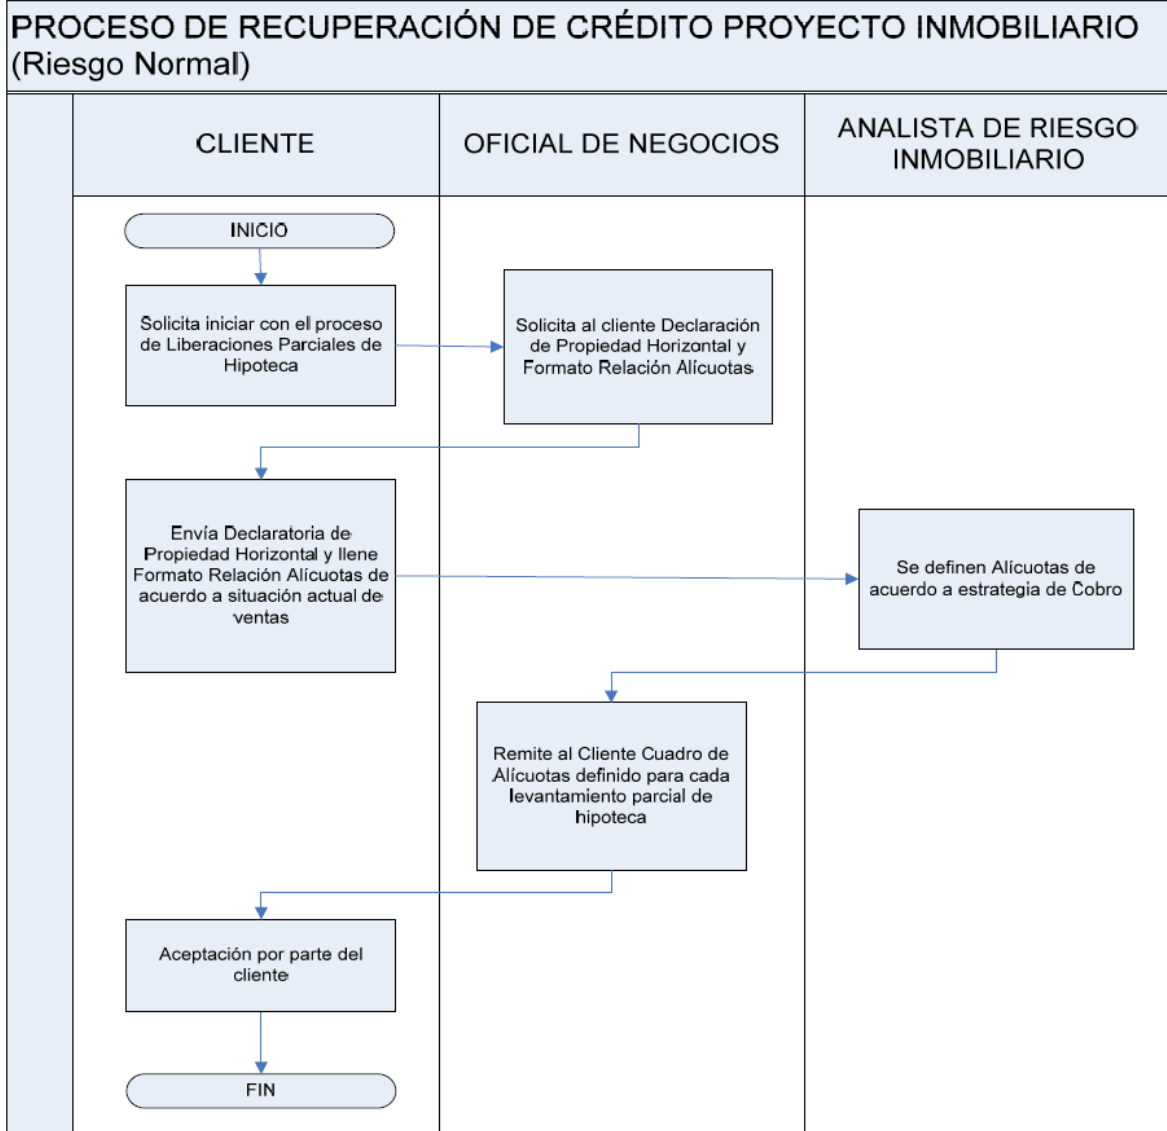 PROCESO DE RECUPERACIÓN DE CRÉDITO PROYECTO INMOBILIARIO
(Riesgo Normal)
CLIENTE
OFICIAL DE NEGOCIOS
ANALISTA DE RIESGO
INMOBILIARIO
INICIO
Solicita iniciar con el proceso
de Liberaciones Parciales de
Hipoteca
Solicita al cliente Declaración
de Propiedad Horizontal y
Formato Relación Alícuotas
Envía Declaratoria de
Propiedad Horizontal y llene
Formato Relación Alícuotas de
acuerdo a situación actual de
ventas
Se definen Alícuotas de
acuerdo a estrategia de Cobro
Remite al Cliente Cuadro de
Alícuotas definido para cada
levantamiento parcial de
hipoteca
Aceptación por parte del
cliente
FIN